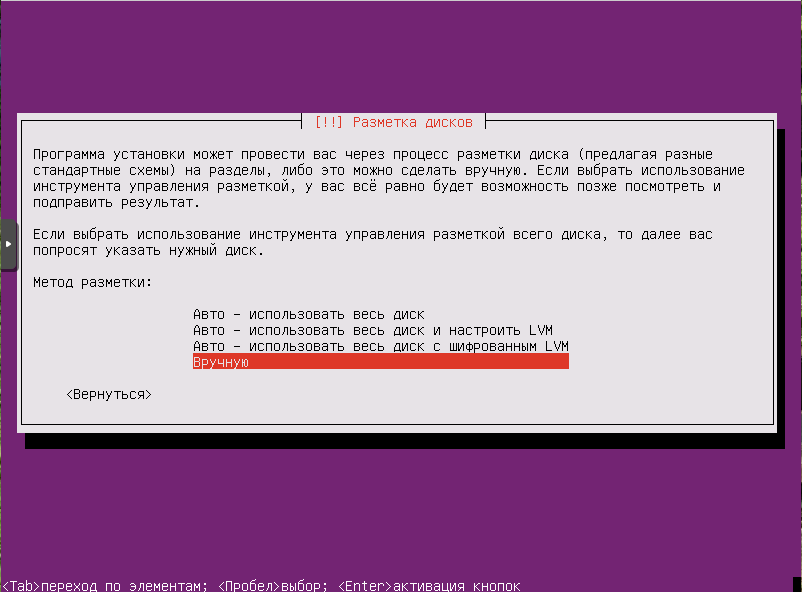 [!!] Разметка дисков
Программа установки может провести вас через процесс разметки диска (предлагая разные
стандартные схемы) на разделы, либо это можно сделать вручную. Если выбрать использование
инструмента управления разметкой, у вас всё равно будет возможность позже посмотреть и
подправить результат.
Если выбрать использование инструмента управления разметкой всего диска, то далее вас
попросят указать нужный диск.
Метод разметки:
Авто - использовать весь диск
Авто - использовать весь диск и настроить LVM
Авто - использовать весь диск с шифрованным LVM
Вручную
<Вернуться>
<Tab>переход по элементам; <Пробел>выбор; <Enter>активация кнопок